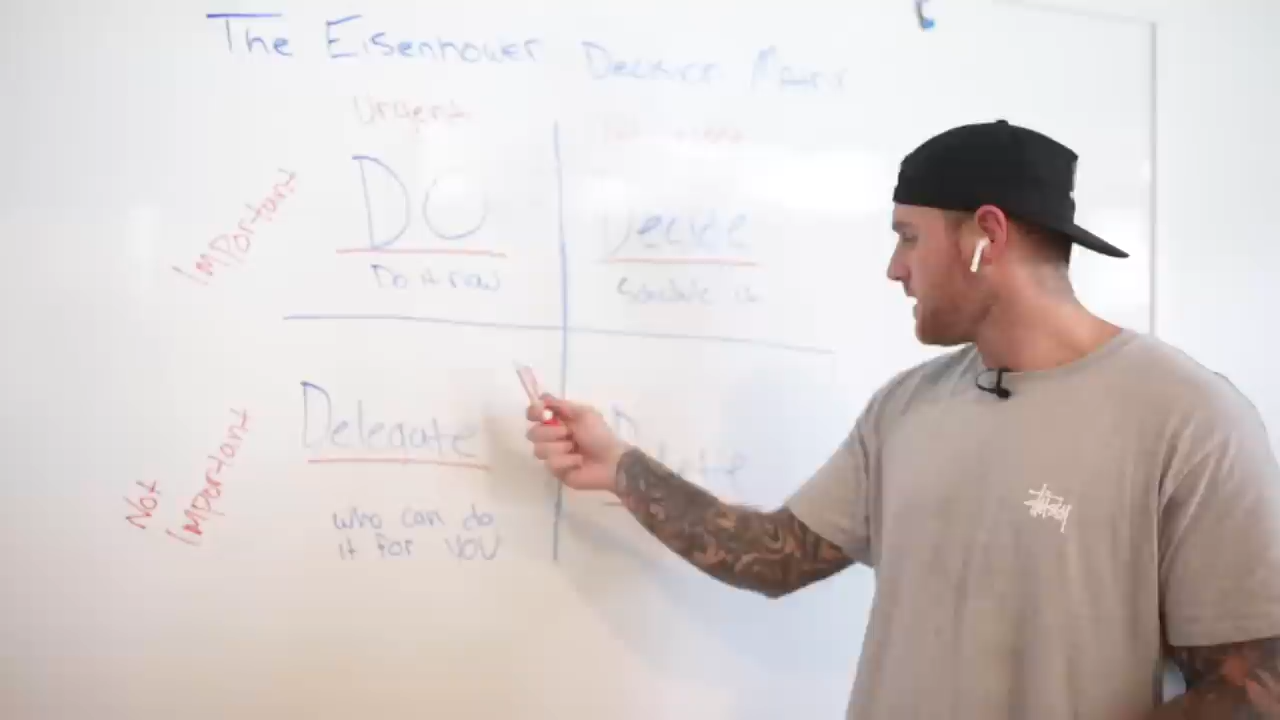 The Eisenhower Decision Matrix
Urgent
Important
DO
Do it now
Decide
Schedule it
Delegate
who can do
it for YOU
Not
Important
Stüssy